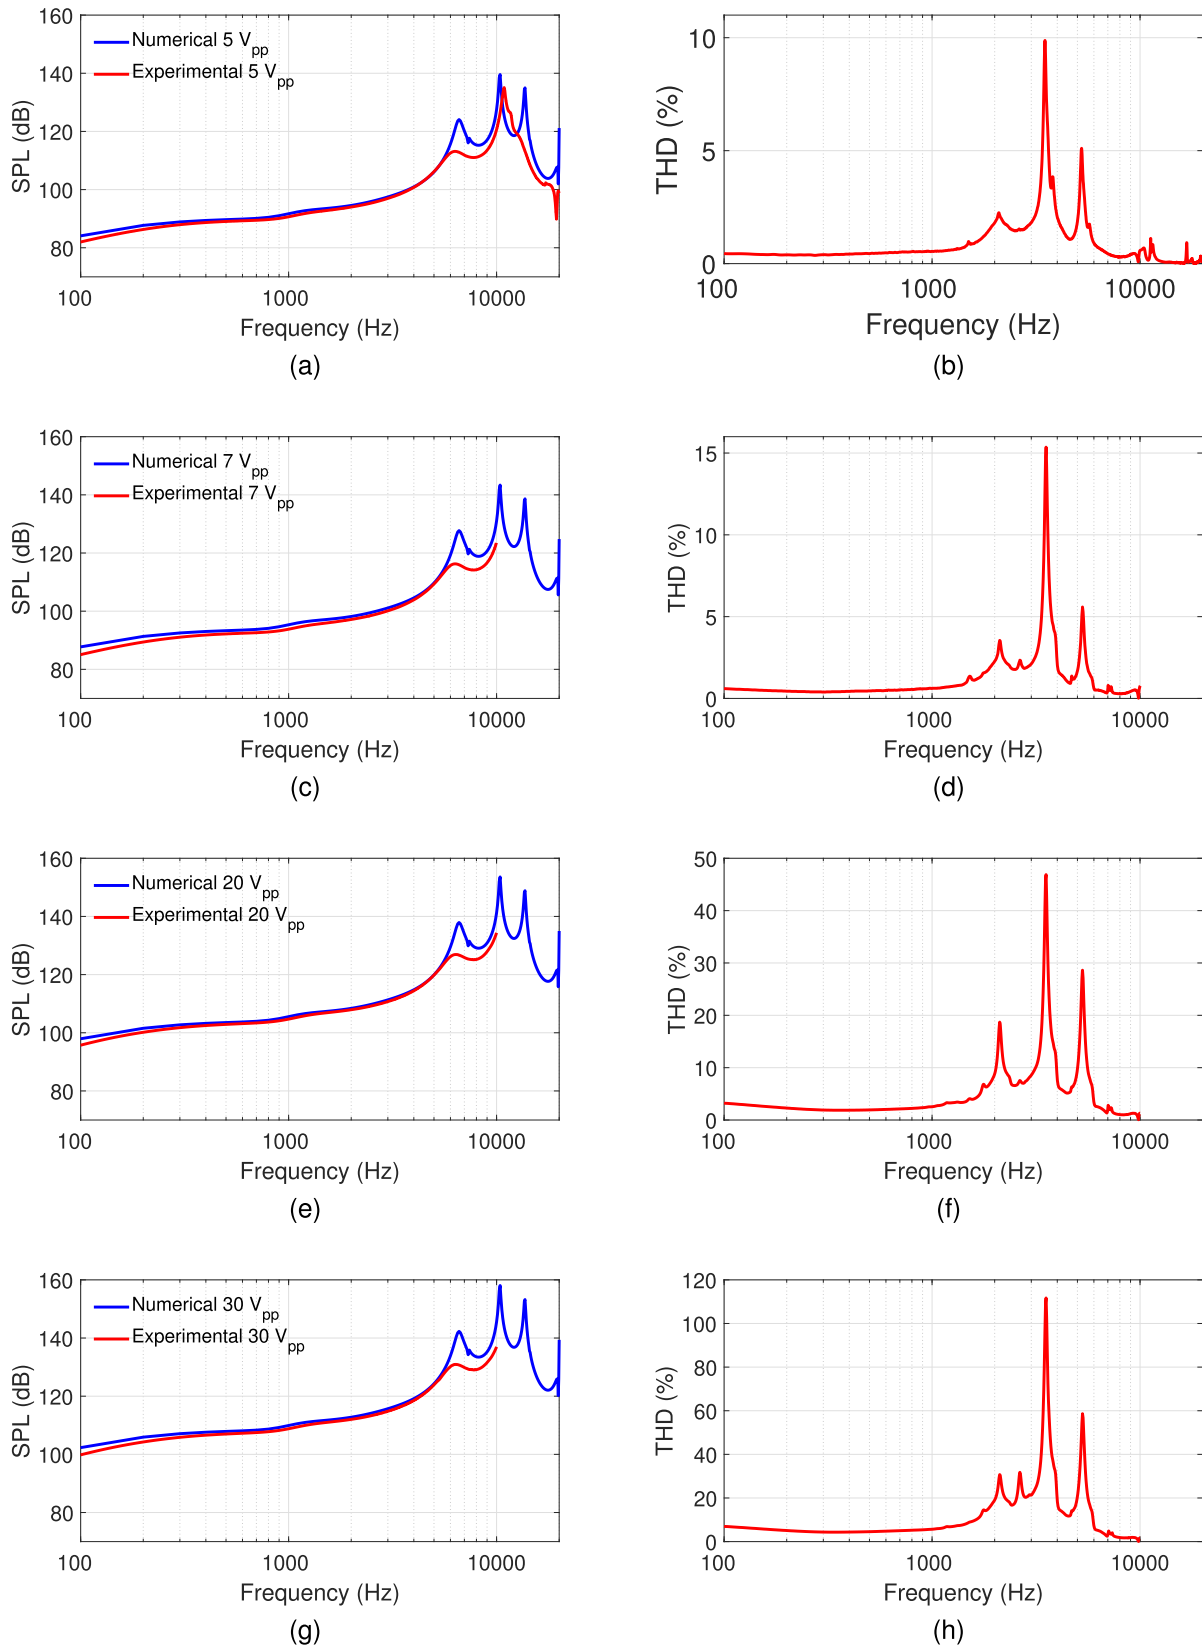 160
140
120
100
80
SPL (dB)
Numerical 5 Vpp
Experimental 5 Vpp
100
1000
10000
Frequency (Hz)
(a)
10
5
0
THD (%)
100
1000
10000
Frequency (Hz)
(b)
160
140
120
100
80
SPL (dB)
Numerical 7 Vpp
Experimental 7 Vpp
100
1000
10000
Frequency (Hz)
(c)
15
10
5
0
THD (%)
100
1000
10000
Frequency (Hz)
(d)
160
140
120
100
80
SPL (dB)
Numerical 20 Vpp
Experimental 20 Vpp
100
1000
10000
Frequency (Hz)
(e)
50
40
30
20
10
0
THD (%)
100
1000
10000
Frequency (Hz)
(f)
160
140
120
100
80
SPL (dB)
Numerical 30 Vpp
Experimental 30 Vpp
100
1000
10000
Frequency (Hz)
(g)
120
100
80
60
40
20
0
THD (%)
100
1000
10000
Frequency (Hz)
(h)